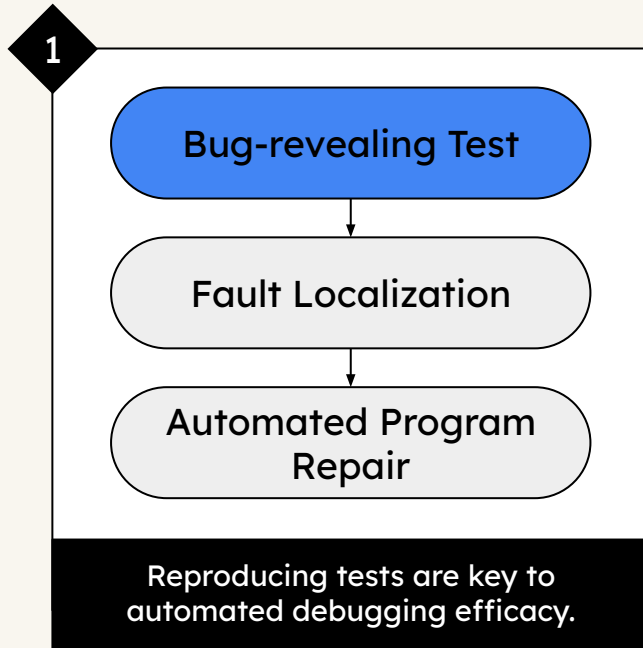 1
Bug-revealing Test
Fault Localization
Automated Program
Repair
Reproducing tests are key to
automated debugging efficacy.